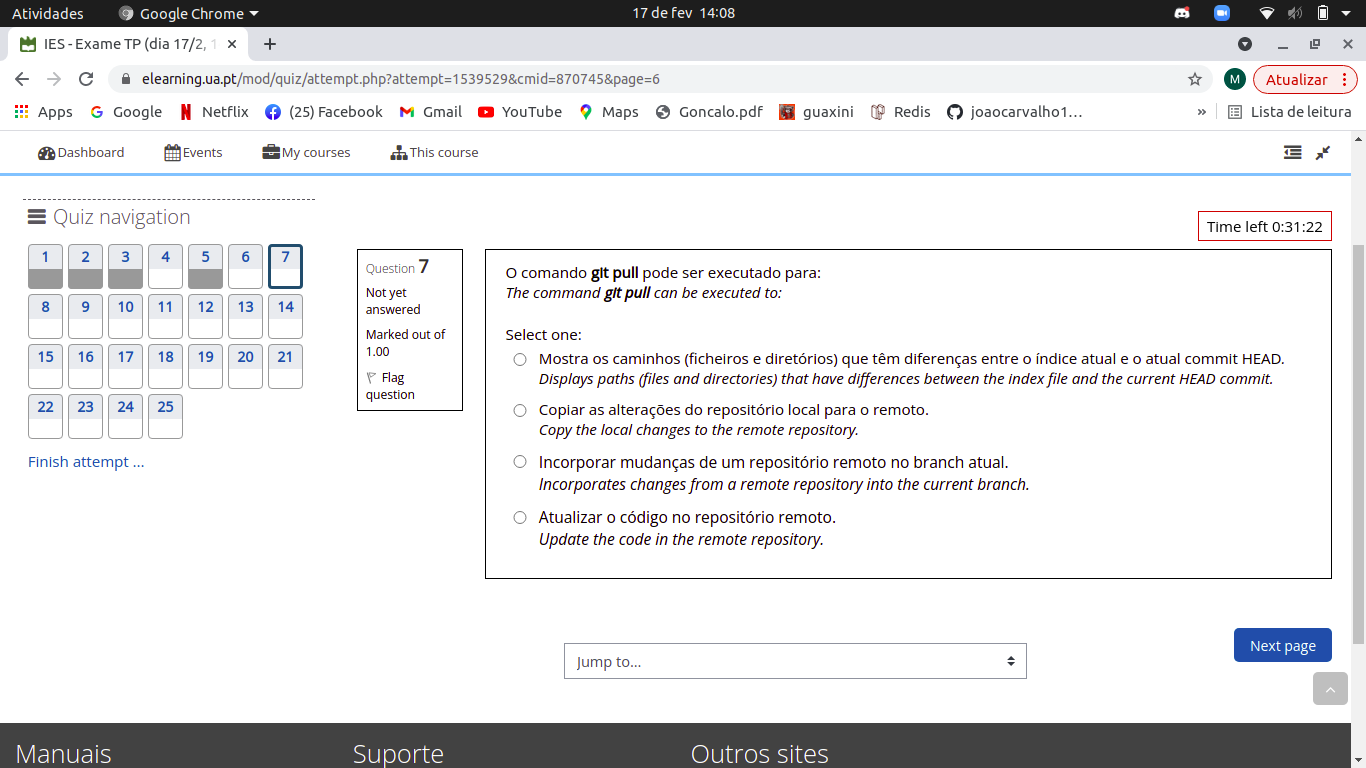 Atividades
Google Chrome
17 de fev 14:08
IES - Exame TP (dia 17/2, 1
elearning.ua.pt/mod/quiz/attempt.php?attempt=1539529&cmid=870745&page=6
M
Atualizar
Apps
Google
Netflix
(25) Facebook
Gmail
YouTube
Maps
Goncalo.pdf
guaxini
Redis
joaocarvalho1...
»
Lista de leitura
Dashboard
Events
My courses
This course
Quiz navigation
Time left 0:31:22
1 2 3 4 5 6 7
8 9 10 11 12 13 14
15 16 17 18 19 20 21
22 23 24 25
Finish attempt ...
Question 7
Not yet
answered
Marked out of
1.00
Flag
question
O comando git pull pode ser executado para:
The command git pull can be executed to:
Select one:
Mostra os caminhos (ficheiros e diretórios) que têm diferenças entre o índice atual e o atual commit HEAD.
Displays paths (files and directories) that have differences between the index file and the current HEAD commit.
Copiar as alterações do repositório local para o remoto.
Copy the local changes to the remote repository.
Incorporar mudanças de um repositório remoto no branch atual.
Incorporates changes from a remote repository into the current branch.
Atualizar o código no repositório remoto.
Update the code in the remote repository.
Next page
Jump to...
Manuais
Suporte
Outros sites